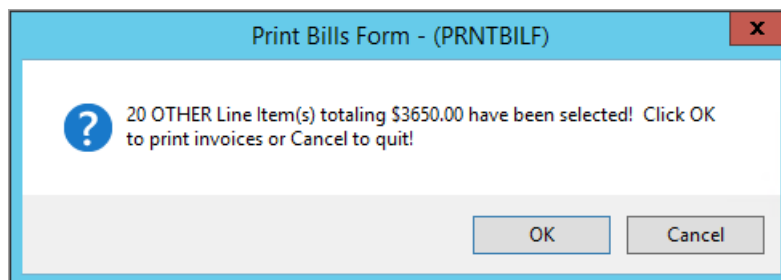 Print Bills Form - (PRNTBILF)
x
?
20 OTHER Line Item(s) totaling $3650.00 have been selected!  Click OK
to print invoices or Cancel to quit!
OK
Cancel